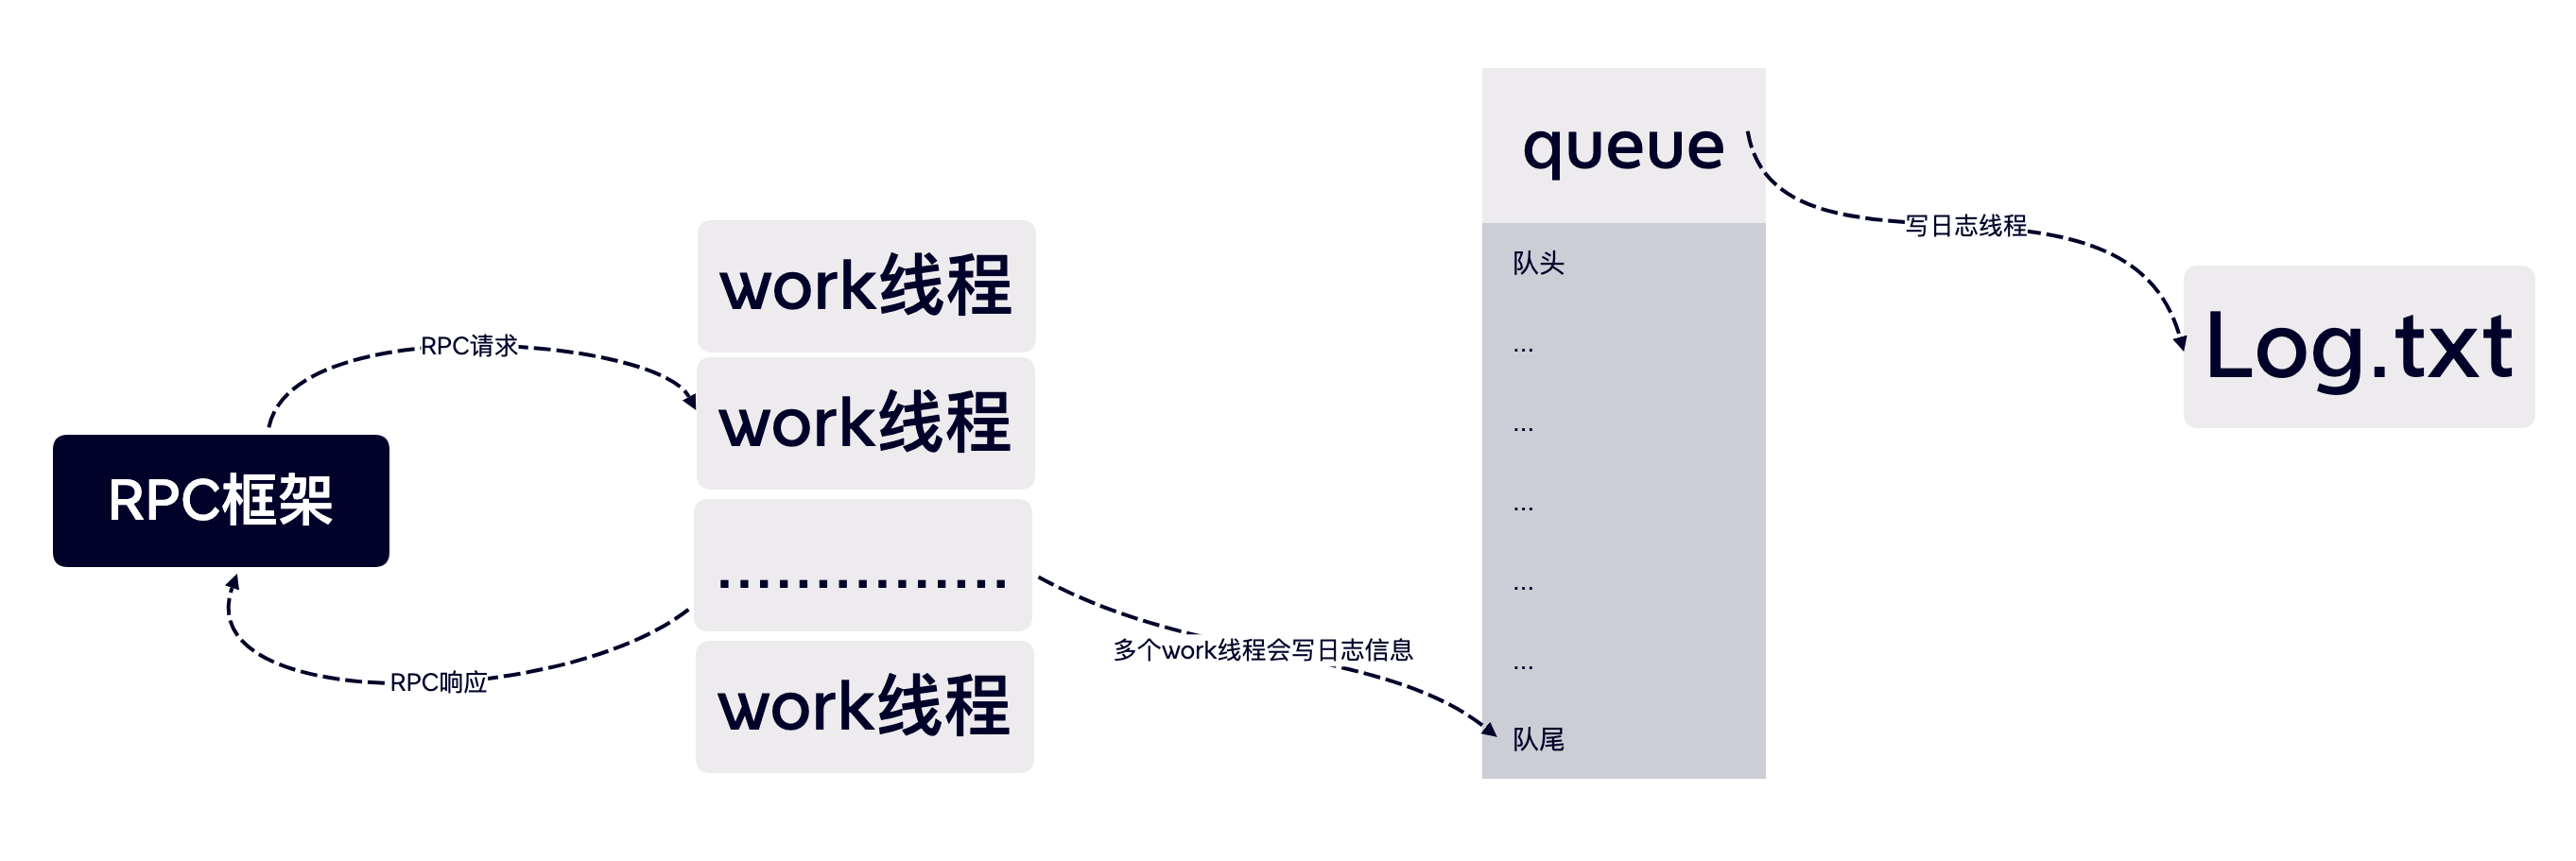 RPC框架
RPC请求
RPC响应
work线程
work线程
...............
work线程
多个work线程会写日志信息
queue
队头
...
...
...
...
...
队尾
写日志线程
Log.txt